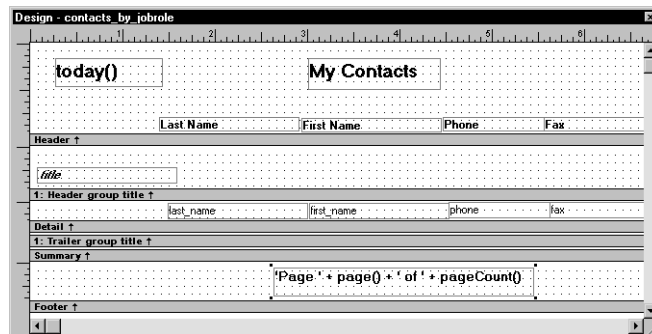 Design - contacts_by_jobrole
1 2 3 4 5 6
today() My Contacts
Last Name First Name Phone Fax
Header ↑
title
1: Header group title ↑
last_name first_name phone fax
Detail ↑
1: Trailer group title ↑
Summary ↑
'Page ' + page() + ' of ' + pageCount()
Footer ↑